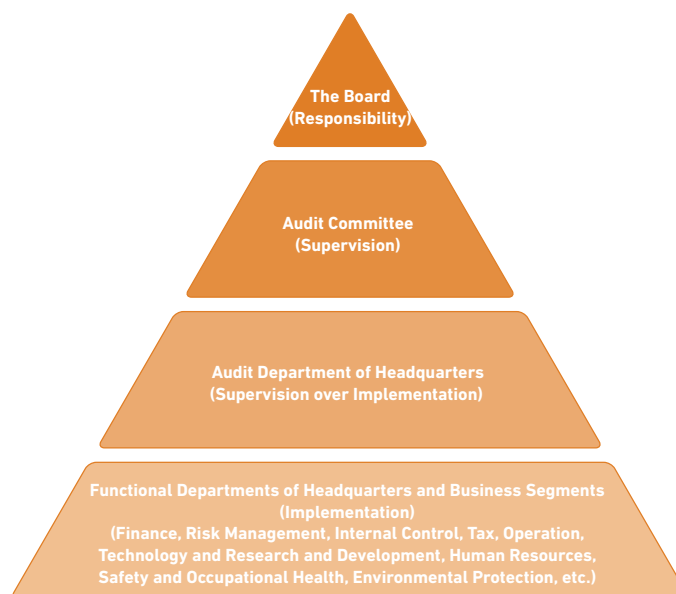 The Board
(Responsibility)
Audit Committee
(Supervision)
Audit Department of Headquarters
(Supervision over Implementation)
Functional Departments of Headquarters and Business Segments
(Implementation)
(Finance, Risk Management, Internal Control, Tax, Operation,
Technology and Research and Development, Human Resources,
Safety and Occupational Health, Environmental Protection, etc.)